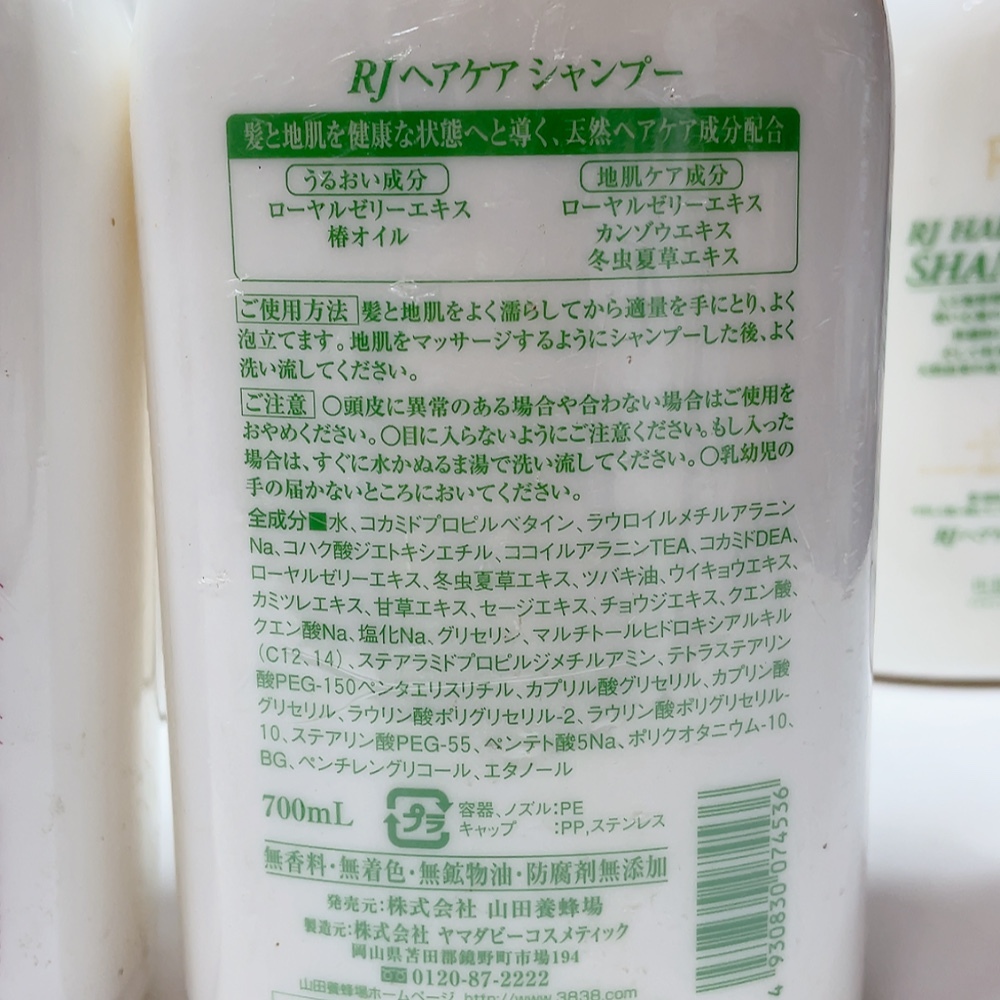 RJヘアケア シャンプー
髪と地肌を健康な状態へと導く、天然ヘアケア成分配合
うるおい成分
ローヤルゼリーエキス
椿オイル
地肌ケア成分
ローヤルゼリーエキス
カンゾウエキス
冬虫夏草エキス
ご使用方法 髪と地肌をよく濡らしてから適量を手にとり、よく
泡立てます。地肌をマッサージするようにシャンプーした後、よく
洗い流してください。
ご注意 ○頭皮に異常のある場合や合わない場合はご使用を
おやめください。○目に入らないようにご注意ください。もし入った
場合は、すぐに水かぬるま湯で洗い流してください。○乳幼児の
手の届かないところにおいてください。
全成分■水、コカミドプロピルベタイン、ラウロイルメチルアラニン
Na、コハク酸ジエトキシエチル、ココイルアラニンTEA、コカミドDEA、
ローヤルゼリーエキス、冬虫夏草エキス、ツバキ油、ウイキョウエキス、
カミツレエキス、甘草エキス、セージエキス、チョウジエキス、クエン酸、
クエン酸Na、塩化Na、グリセリン、マルチトールヒドロキシアルキル
(C12、14)、ステアラミドプロピルジメチルアミン、テトラステアリン
酸PEG-150ペンタエリスリチル、カプリル酸グリセリル、カプリン酸
グリセリル、ラウリン酸ポリグリセリル-2、ラウリン酸ポリグリセリル-
10、ステアリン酸PEG-55、ペンテト酸5Na、ポリクオタニウム-10、
BG、ペンチレングリコール、エタノール
700mL
プラ
容器、ノズル:PE
キャップ :PP、ステンレス
無香料・無着色・無鉱物油・防腐剤無添加
発売元:株式会社 山田養蜂場
製造元:株式会社 ヤマダビーコスメティック
岡山県苫田郡鏡野町市場194
0120-87-2222
山田養蜂場ホームページ http://www.3838.com
4 930830 074536
RJ HA
SHA
RJヘア